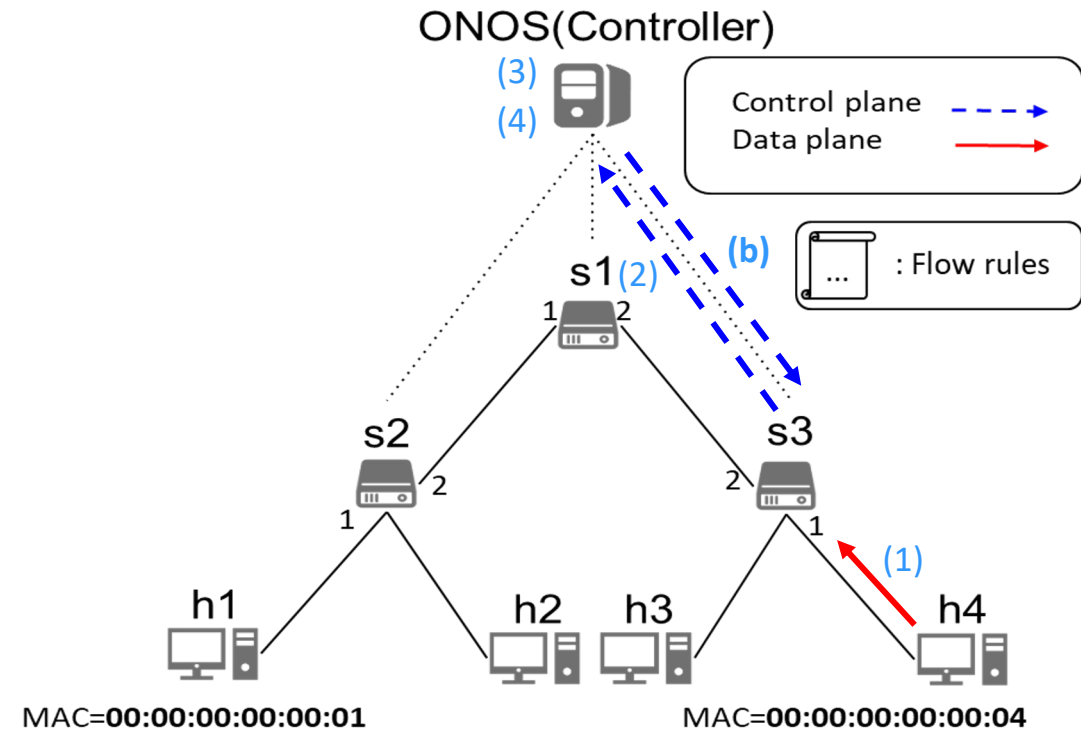 ONOS(Controller)
(3)
(4)
Control plane
Data plane
(b)
...
: Flow rules
s1
(2)
1
2
s2
s3
2
1
2
1
(1)
h1
h2
h3
h4
MAC=00:00:00:00:00:01
MAC=00:00:00:00:00:04